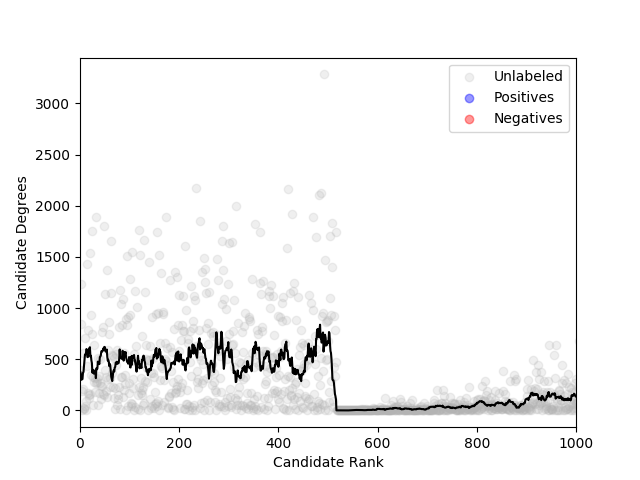 Unlabeled
Positives
Negatives
3000
2500
2000
1500
1000
500
0
Candidate Degrees
0 200 400 600 800 1000
Candidate Rank